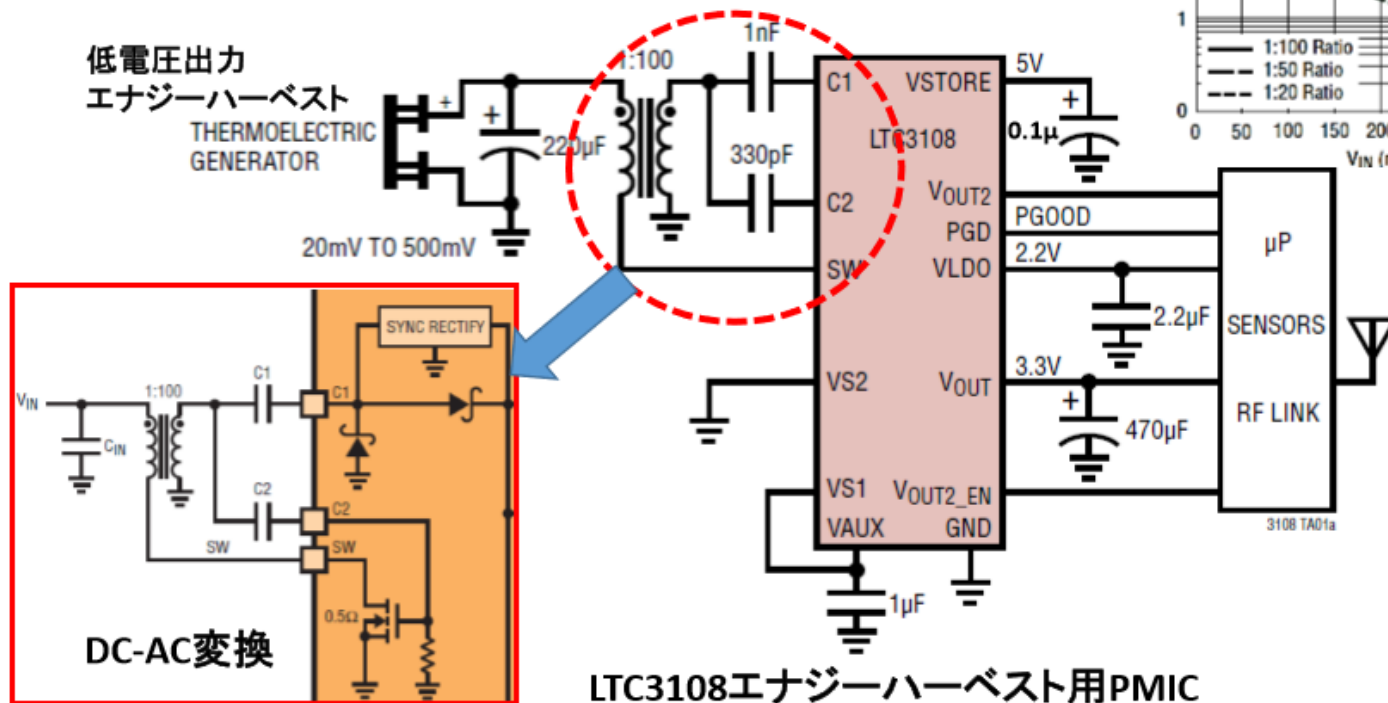 低電圧出力
エナジーハーベスト
THERMOELECTRIC
GENERATOR
+
+
220µF
20mV TO 500mV
1:100
1nF
330pF
C1
C2
SW
VS2
VS1
VAUX
LTC3108
VSTORE
VOUT2
PGD
VLDO
VOUT
VOUT2_EN
GND
5V
+
0.1µ
PGOOD
2.2V
2.2µF
3.3V
+
470µF
1µF
µP
SENSORS
RF LINK
3108 TA01a
1
1:100 Ratio
1:50 Ratio
1:20 Ratio
0
0 50 100 150
VIN
VIN
CIN
1:100
C1
C2
SW
C1
C2
SW
SYNC RECTIFY
0.5Ω
DC-AC変換
LTC3108エナジーハーベスト用PMIC